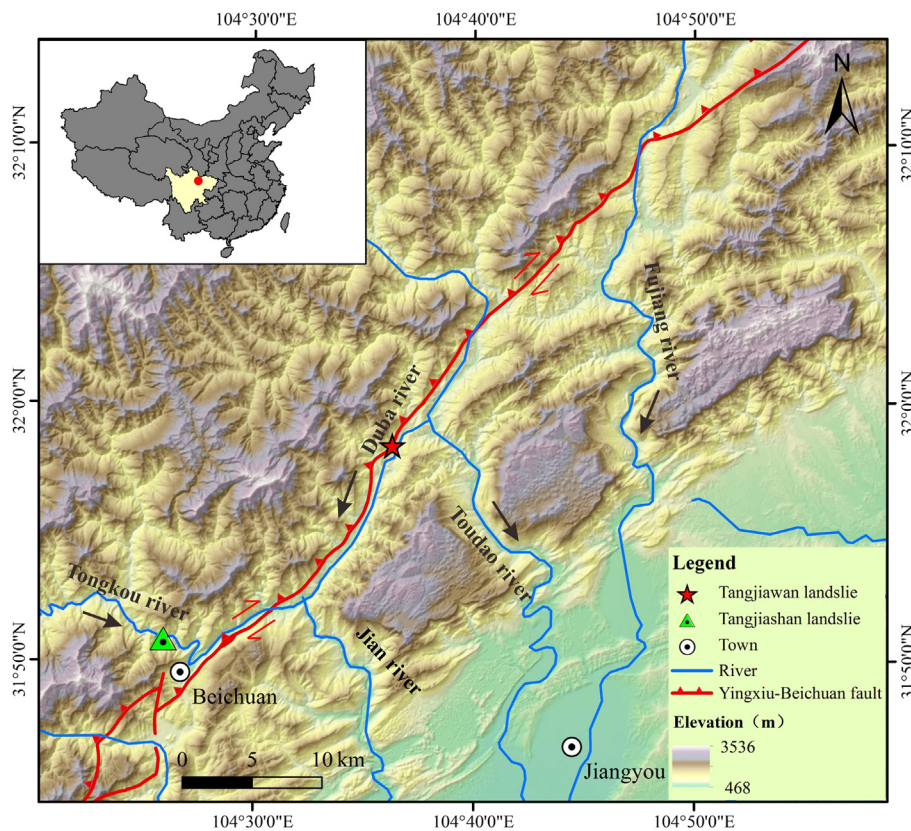 104°30'0"E 104°40'0"E 104°50'0"E
32°10'0"N 32°10'0"N
N
Fujiang river
32°0'0"N 32°0'0"N
Duba river
Toudao river
Tongkou river
Jian river
31°50'0"N 31°50'0"N
Beichuan
Jiangyou
0 5 10 km
Legend
Tangjiawan landslie
Tangjiashan landslie
Town
River
Yingxiu-Beichuan fault
Elevation（m）
3536
468
104°30'0"E 104°40'0"E 104°50'0"E